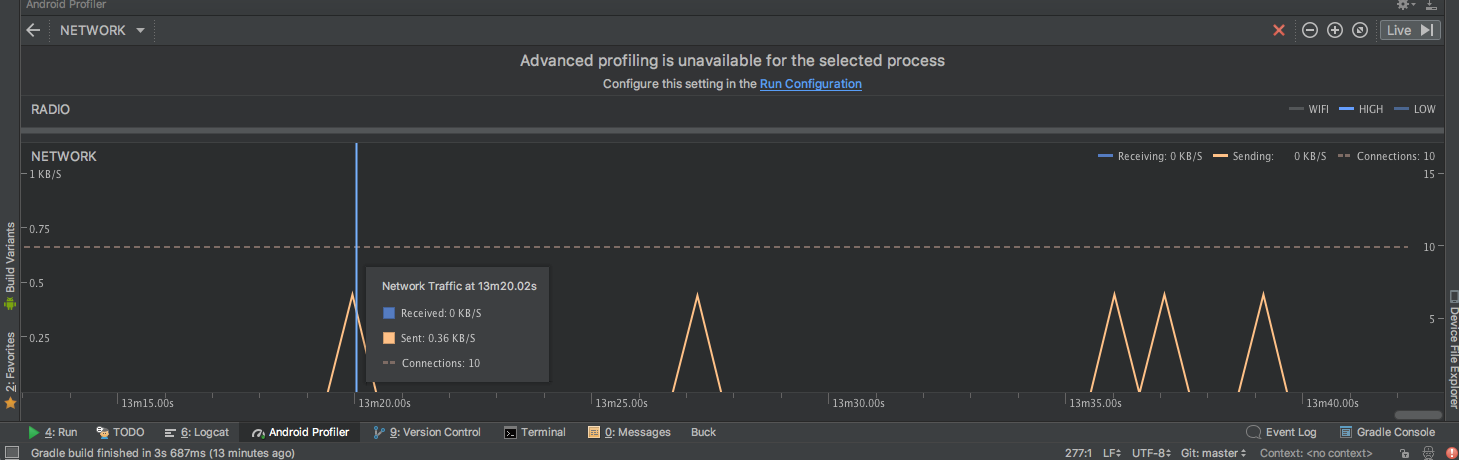 Android Profiler
NETWORK
Live
Advanced profiling is unavailable for the selected process
Configure this setting in the Run Configuration
RADIO
WIFI HIGH LOW
NETWORK
Receiving: 0 KB/S Sending: 0 KB/S Connections: 10
1 KB/S
15
0.75
10
0.5
5
0.25
Network Traffic at 13m20.02s
Received: 0 KB/S
Sent: 0.36 KB/S
Connections: 10
13m15.00s 13m20.00s 13m25.00s 13m30.00s 13m35.00s 13m40.00s
Build Variants
2: Favorites
Device File Explorer
4: Run TODO 6: Logcat Android Profiler 9: Version Control Terminal 0: Messages Buck Event Log Gradle Console
Gradle build finished in 3s 687ms (13 minutes ago) 277:1 LF UTF-8 Git: master Context: <no context>